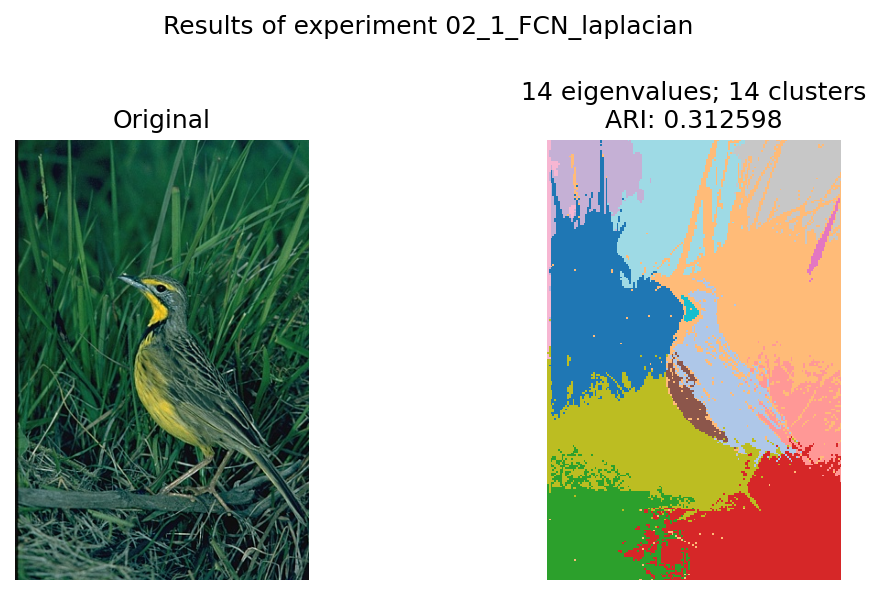 Results of experiment 02_1_FCN_laplacian
Original
14 eigenvalues; 14 clusters
ARI: 0.312598